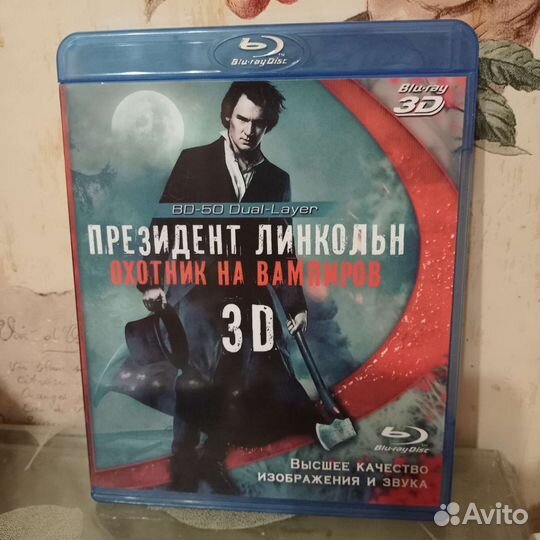 Blu-ray Disc
Blu-ray
3D
BD-50 Dual-Layer
ПРЕЗИДЕНТ ЛИНКОЛЬН
ОХОТНИК НА ВАМПИРОВ
3D
Blu-ray Disc
ВЫСШЕЕ КАЧЕСТВО
ИЗОБРАЖЕНИЯ И ЗВУКА
Avito